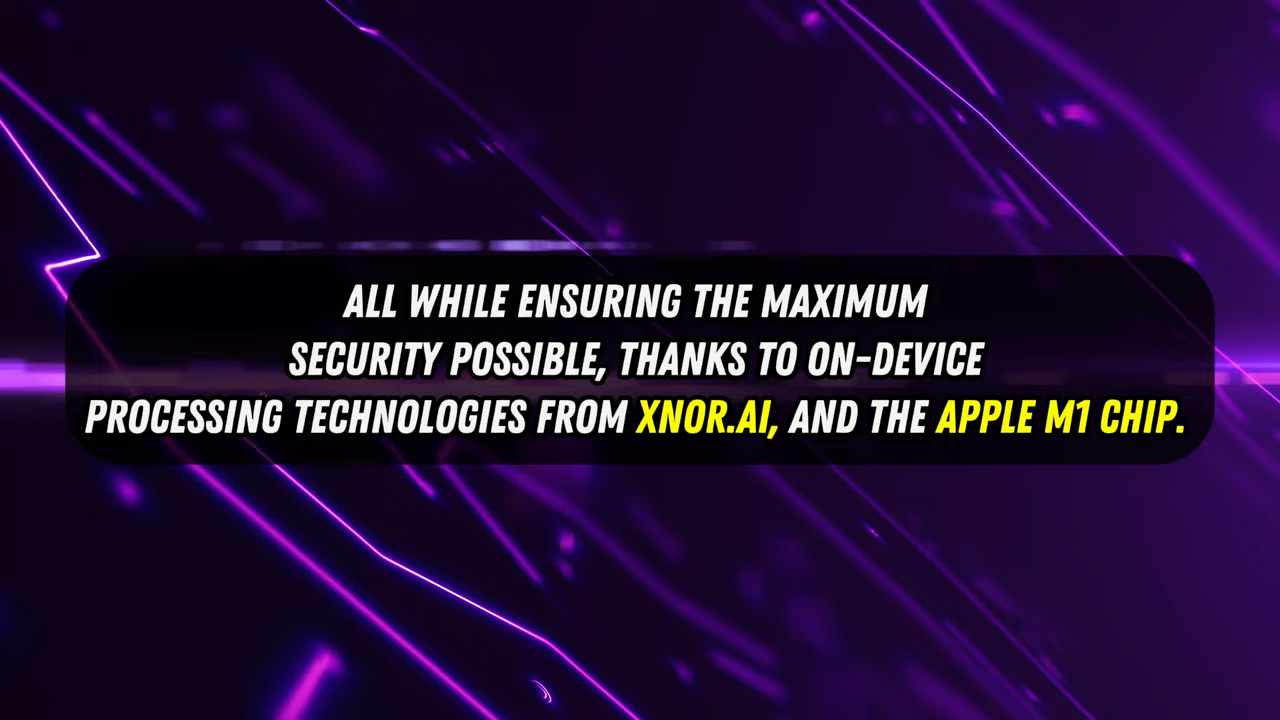 ALL WHILE ENSURING THE MAXIMUM
SECURITY POSSIBLE, THANKS TO ON-DEVICE
PROCESSING TECHNOLOGIES FROM XNOR.AI, AND THE APPLE M1 CHIP.